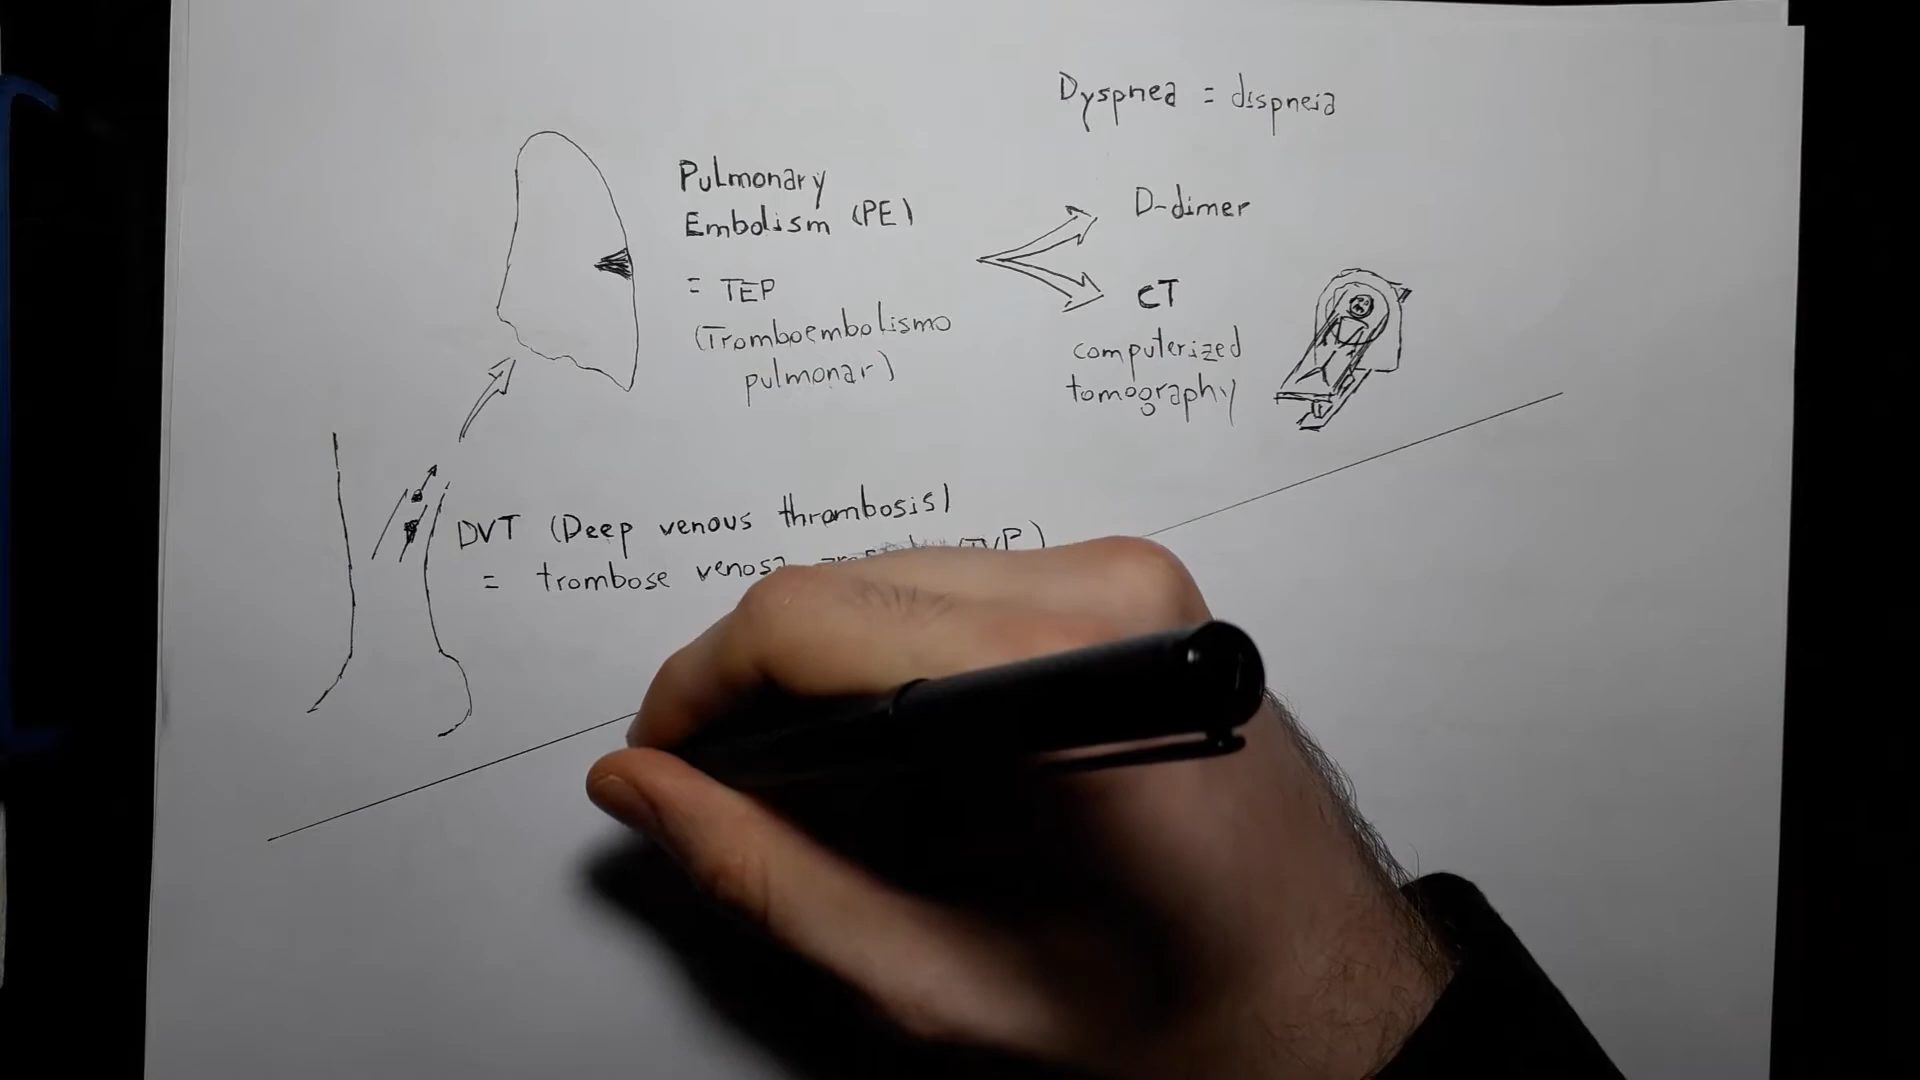 Dyspnea = dispneia
Pulmonary
Embolism (PE)
= TEP
(Tromboembolismo
pulmonar)
D-dimer
CT
computerized
tomography
DVT (Deep venous thrombosis)
= trombose venosa